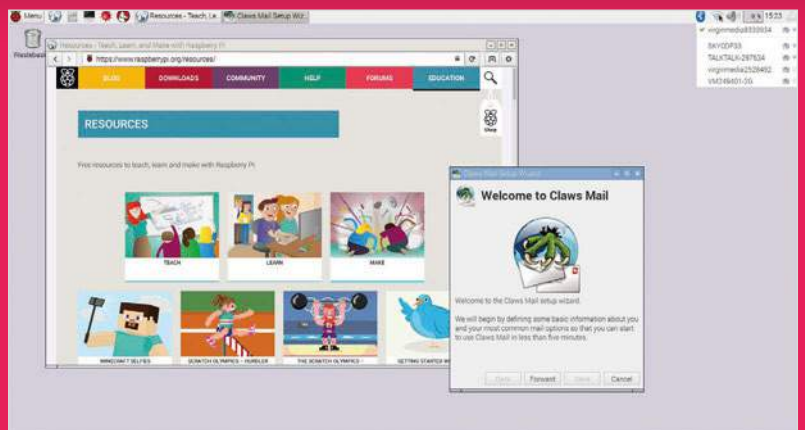 Menu
Resources - Teach, Le...
Claws Mail Setup Wiz...
15:23
virginmedia8333934
SKYODF33
TALKTALK-297634
virginmedia2528492
VM249401-2G
Wastebasket
Resources - Teach, Learn, and Make with Raspberry Pi
https://www.raspberrypi.org/resources/
BLOG DOWNLOADS COMMUNITY HELP FORUMS EDUCATION
Shop
RESOURCES
Free resources to teach, learn and make with Raspberry Pi.
TEACH LEARN MAKE
MINECRAFT SELFIES SCRATCH OLYMPICS - HURDLER THE SCRATCH OLYMPICS - GETTING STARTED W
Claws Mail Setup Wizard
Welcome to Claws Mail
Welcome to the Claws Mail setup wizard.
We will begin by defining some basic information about you
and your most common mail options so that you can start
to use Claws Mail in less than five minutes.
Back Forward Save Cancel